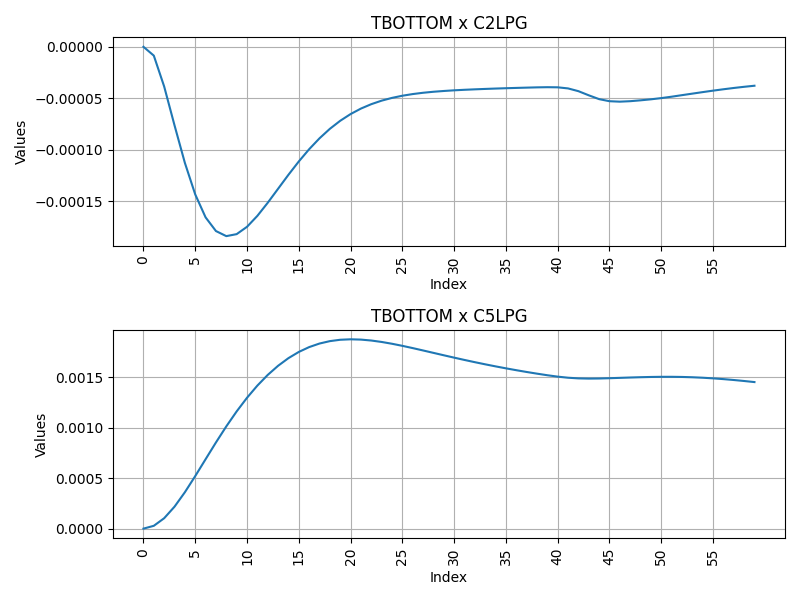 TBOTTOM x C2LPG
0.00000
−0.00005
−0.00010
−0.00015
Values
0 5 10 15 20 25 30 35 40 45 50 55
Index
TBOTTOM x C5LPG
0.0015
0.0010
0.0005
0.0000
Values
0 5 10 15 20 25 30 35 40 45 50 55
Index